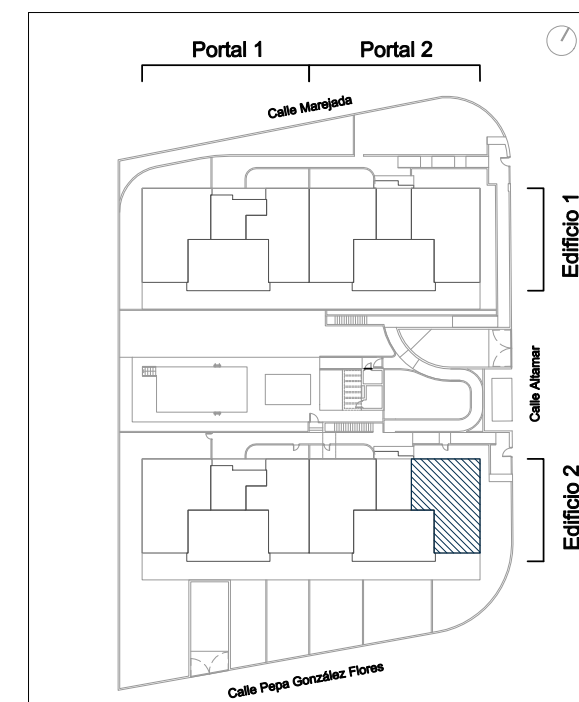 Portal 1
Portal 2
Calle Marejada
Edificio 1
Calle Altamar
Edificio 2
Calle Pepa González Flores